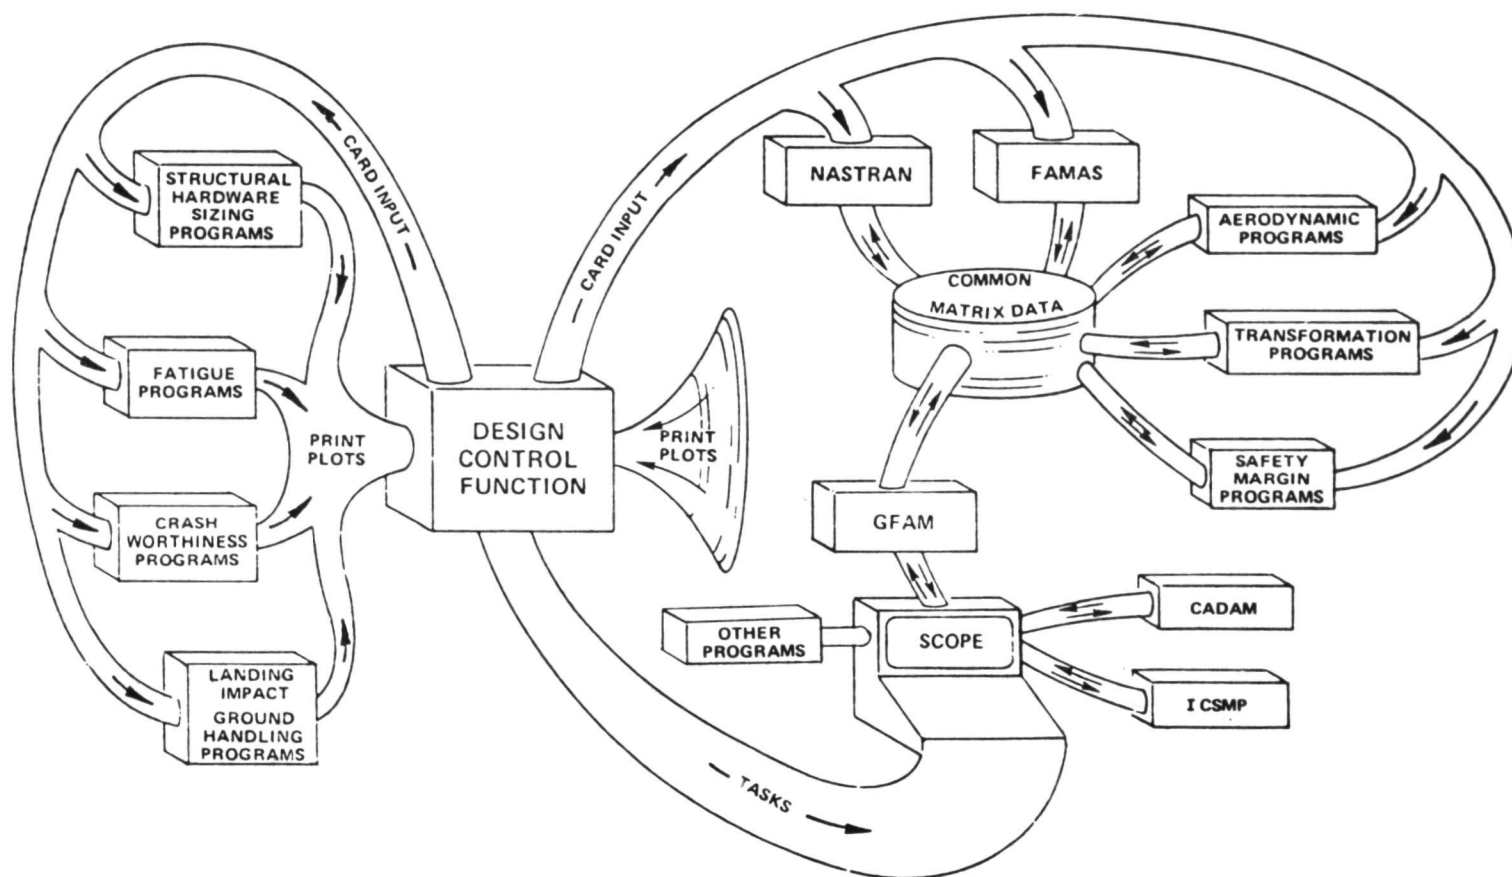 CARD INPUT
STRUCTURAL
HARDWARE
SIZING
PROGRAMS
FATIGUE
PROGRAMS
CRASH
WORTHINESS
PROGRAMS
LANDING
IMPACT
GROUND
HANDLING
PROGRAMS
PRINT
PLOTS
DESIGN
CONTROL
FUNCTION
PRINT
PLOTS
CARD INPUT
NASTRAN
FAMAS
AERODYNAMIC
PROGRAMS
TRANSFORMATION
PROGRAMS
SAFETY
MARGIN
PROGRAMS
COMMON
MATRIX DATA
GFAM
SCOPE
OTHER
PROGRAMS
CADAM
I CSMP
TASKS